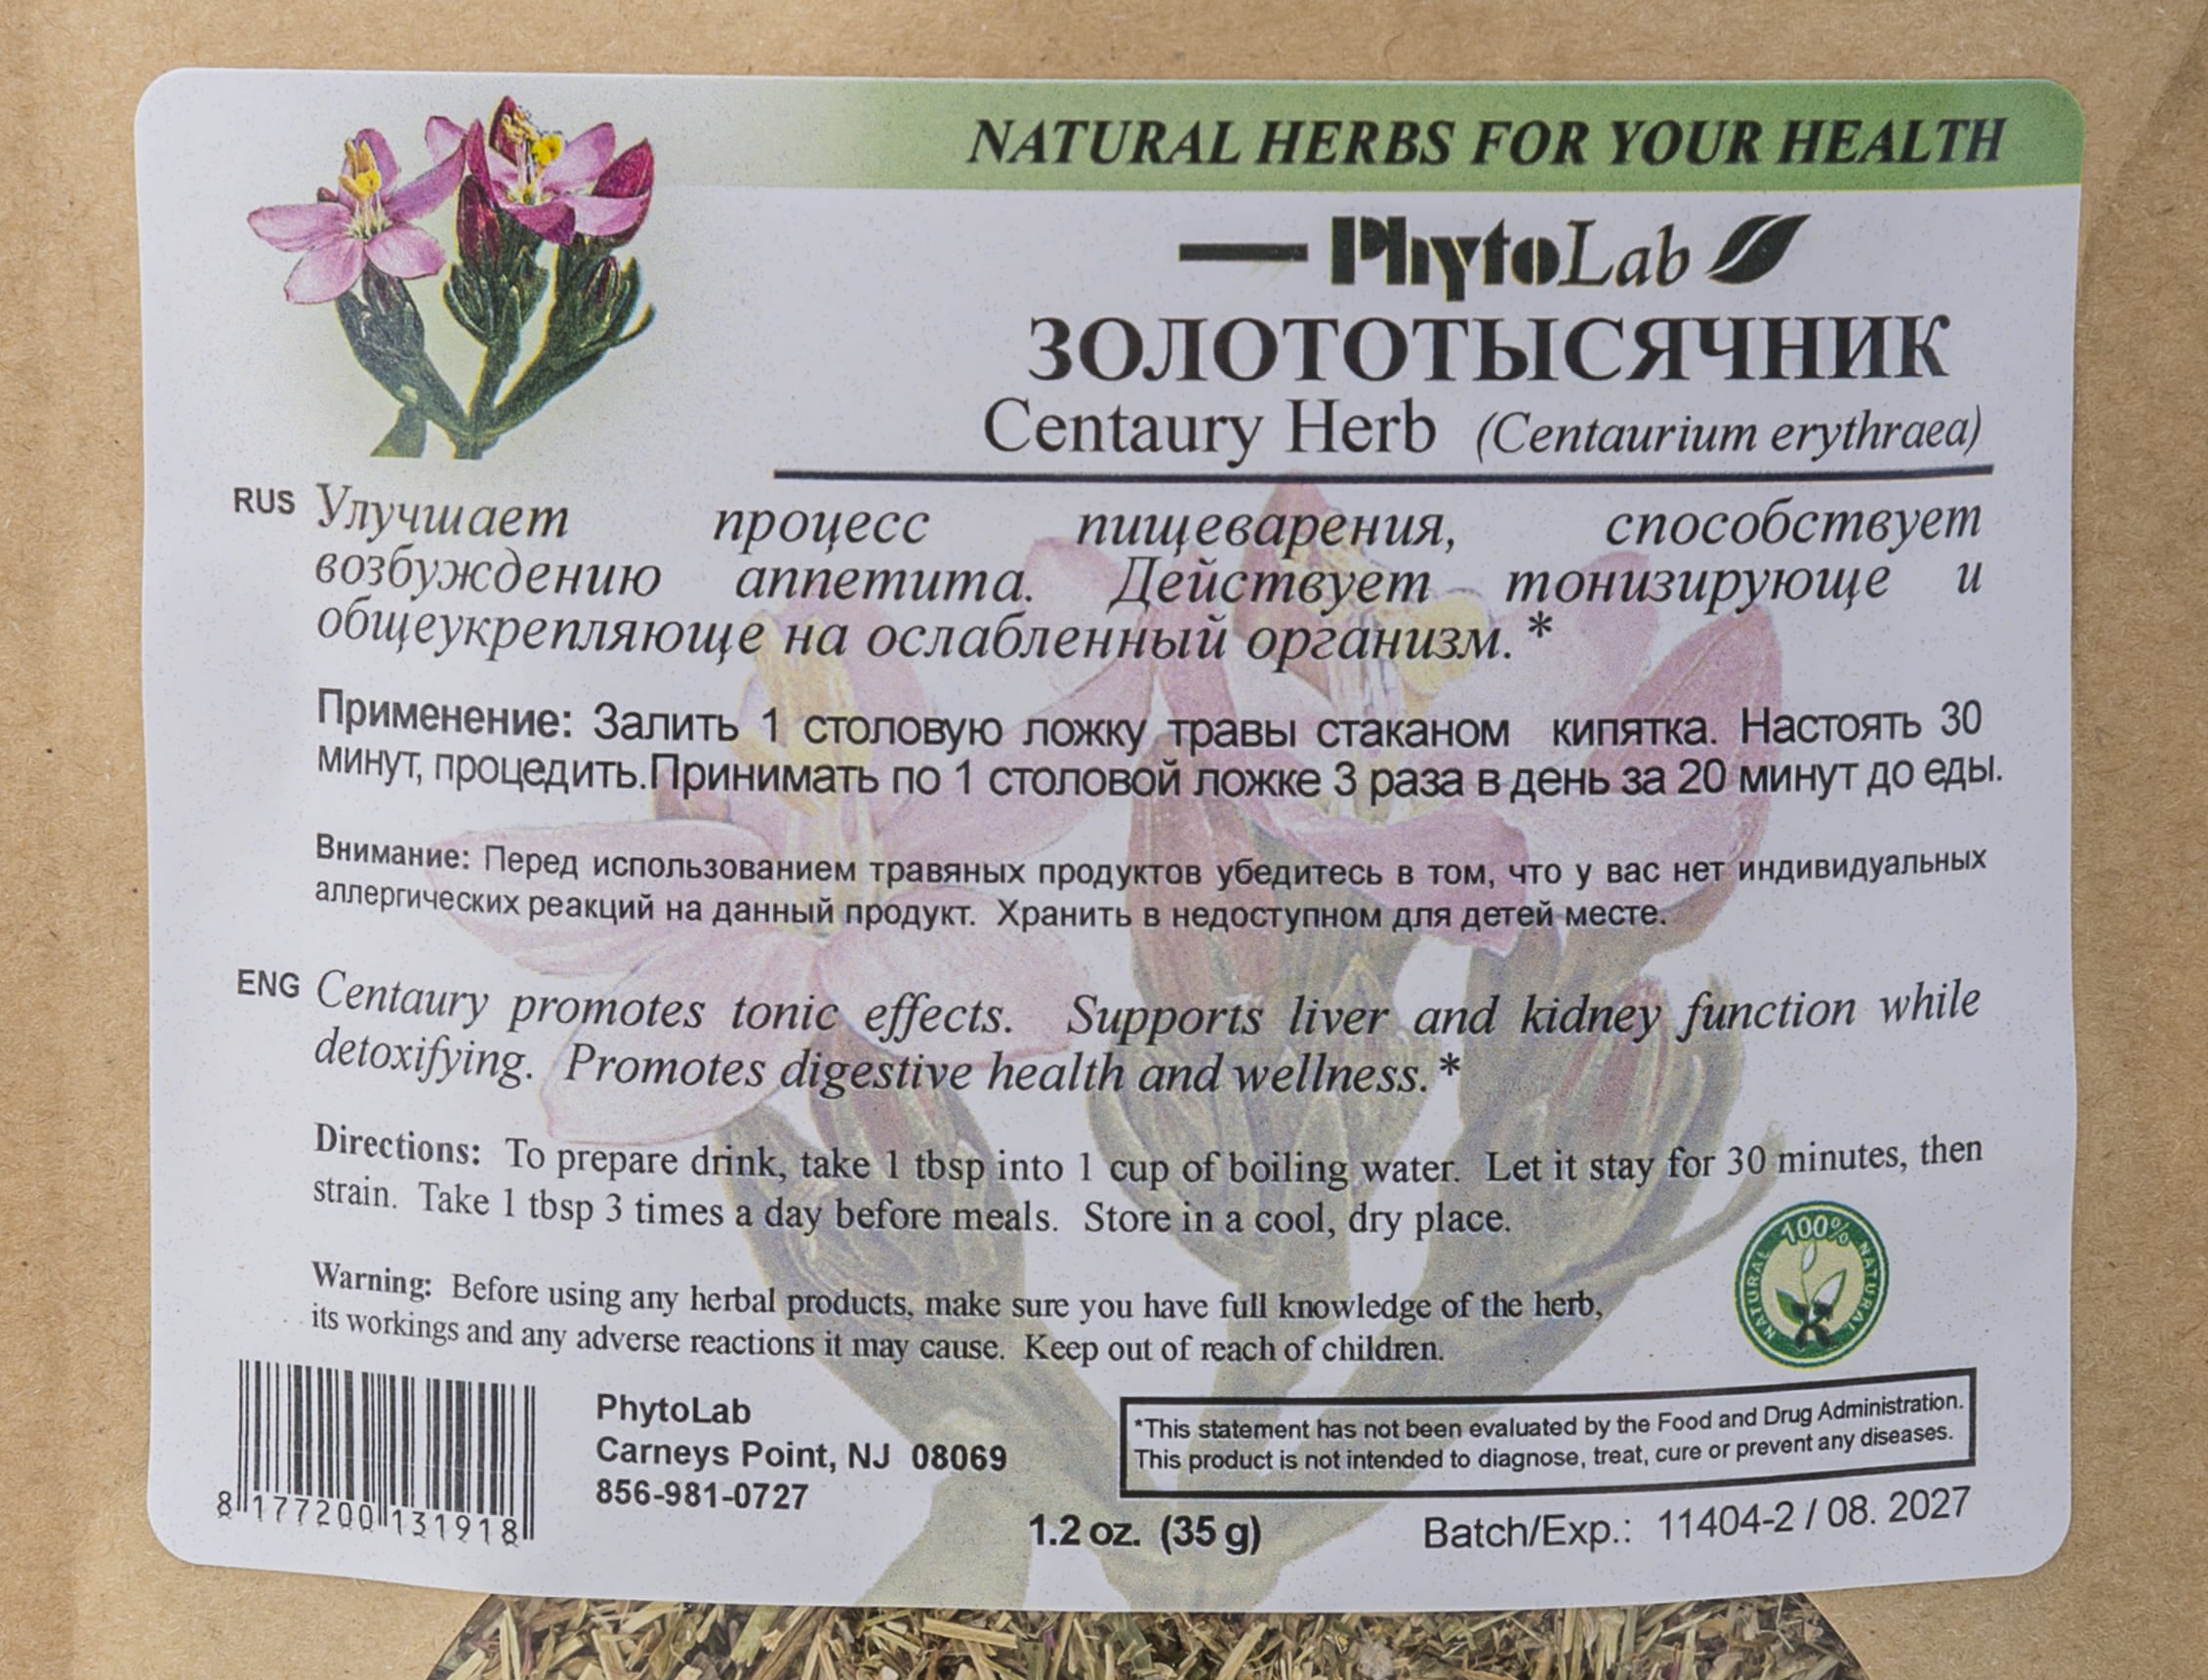 NATURAL HERBS FOR YOUR HEALTH
PhytoLab
ЗОЛОТОТЫСЯЧНИК
Centaury Herb (Centaurium erythraea)
RUS Улучшает процесс пищеварения, способствует
возбуждению аппетита. Действует тонизирующе и
общеукрепляюще на ослабленный организм.*
Применение: Залить 1 столовую ложку травы стаканом кипятка. Настоять 30
минут, процедить.Принимать по 1 столовой ложке 3 раза в день за 20 минут до еды.
Внимание: Перед использованием травяных продуктов убедитесь в том, что у вас нет индивидуальных
аллергических реакций на данный продукт. Хранить в недоступном для детей месте.
ENG Centaury promotes tonic effects. Supports liver and kidney function while
detoxifying. Promotes digestive health and wellness.*
Directions: To prepare drink, take 1 tbsp into 1 cup of boiling water. Let it stay for 30 minutes, then
strain. Take 1 tbsp 3 times a day before meals. Store in a cool, dry place.
Warning: Before using any herbal products, make sure you have full knowledge of the herb,
its workings and any adverse reactions it may cause. Keep out of reach of children.
100% NATURAL NATURAL
PhytoLab
Carneys Point, NJ 08069
856-981-0727
*This statement has not been evaluated by the Food and Drug Administration.
This product is not intended to diagnose, treat, cure or prevent any diseases.
8 177200 131918
1.2 oz. (35 g)
Batch/Exp.: 11404-2 / 08. 2027